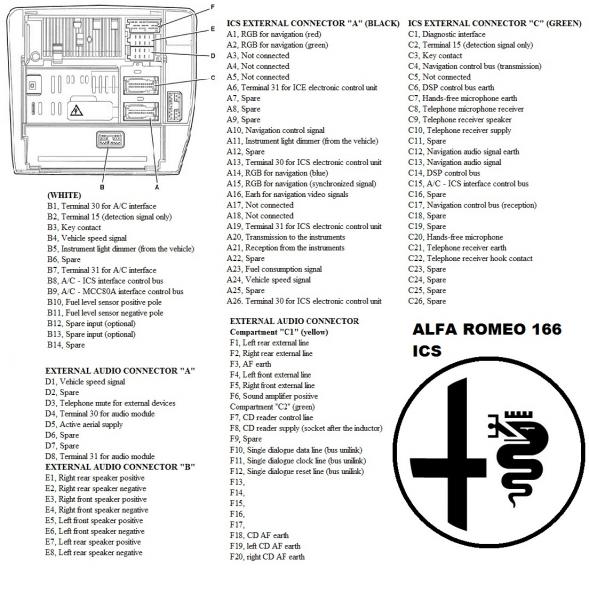 F
E
D
C
B
A
(WHITE)
B1, Terminal 30 for A/C interface
B2, Terminal 15 (detection signal only)
B3, Key contact
B4, Vehicle speed signal
B5, Instrument light dimmer (from the vehicle)
B6, Spare
B7, Terminal 31 for A/C interface
B8, A/C - ICS interface control bus
B9, A/C - MCC80A interface control bus
B10, Fuel level sensor positive pole
B11, Fuel level sensor negative pole
B12, Spare input (optional)
B13, Spare input (optional)
B14, Spare
EXTERNAL AUDIO CONNECTOR "A"
D1, Vehicle speed signal
D2, Spare
D3, Telephone mute for external devices
D4, Terminal 30 for audio module
D5, Active aerial supply
D6, Spare
D7, Spare
D8, Terminal 31 for audio module
EXTERNAL AUDIO CONNECTOR "B"
E1, Right rear speaker positive
E2, Right rear speaker negative
E3, Right front speaker positive
E4, Right front speaker negative
E5, Left front speaker positive
E6, Left front speaker negative
E7, Left rear speaker positive
E8, Left rear speaker negative
ICS EXTERNAL CONNECTOR "A" (BLACK)
A1, RGB for navigation (red)
A2, RGB for navigation (green)
A3, Not connected
A4, Not connected
A5, Not connected
A6, Terminal 31 for ICE electronic control unit
A7, Spare
A8, Spare
A9, Spare
A10, Navigation control signal
A11, Instrument light dimmer (from the vehicle)
A12, Spare
A13, Terminal 30 for ICS electronic control unit
A14, RGB for navigation (blue)
A15, RGB for navigation (synchronized signal)
A16, Earh for navigation video signals
A17, Not connected
A18, Not connected
A19, Terminal 31 for ICS electronic control unit
A20, Transmission to the instruments
A21, Reception from the instruments
A22, Spare
A23, Fuel consumption signal
A24, Vehicle speed signal
A25, Spare
A26. Terminal 30 for ICS electronic control unit
EXTERNAL AUDIO CONNECTOR
Compartment "C1" (yellow)
F1, Left rear external line
F2, Right rear external line
F3, AF earth
F4, Left front external line
F5, Right front external line
F6, Sound amplifier positive
Compartment "C2" (green)
F7, CD reader control line
F8, CD reader supply (socket after the inductor)
F9, Spare
F10, Single dialogue data line (bus unilink)
F11, Single dialogue clock line (bus unilink)
F12, Single dialogue reset line (bus unilink)
F13,
F14,
F15,
F16,
F17,
F18, CD AF earth
F19, left CD AF earth
F20, right CD AF earth
ICS EXTERNAL CONNECTOR "C" (GREEN)
C1, Diagnostic interface
C2, Terminal 15 (detection signal only)
C3, Key contact
C4, Navigation control bus (transmission)
C5, Not connected
C6, DSP control bus earth
C7, Hands-free microphone earth
C8, Telephone microphone receiver
C9, Telephone receiver speaker
C10, Telephone receiver supply
C11, Spare
C12, Navigation audio signal earth
C13, Navigation audio signal
C14, DSP control bus
C15, A/C - ICS interface control bus
C16, Spare
C17, Navigation control bus (reception)
C18, Spare
C19, Spare
C20, Hands-free microphone
C21, Telephone receiver earth
C22, Telephone receiver hook contact
C23, Spare
C24, Spare
C25, Spare
C26, Spare
ALFA ROMEO 166
ICS